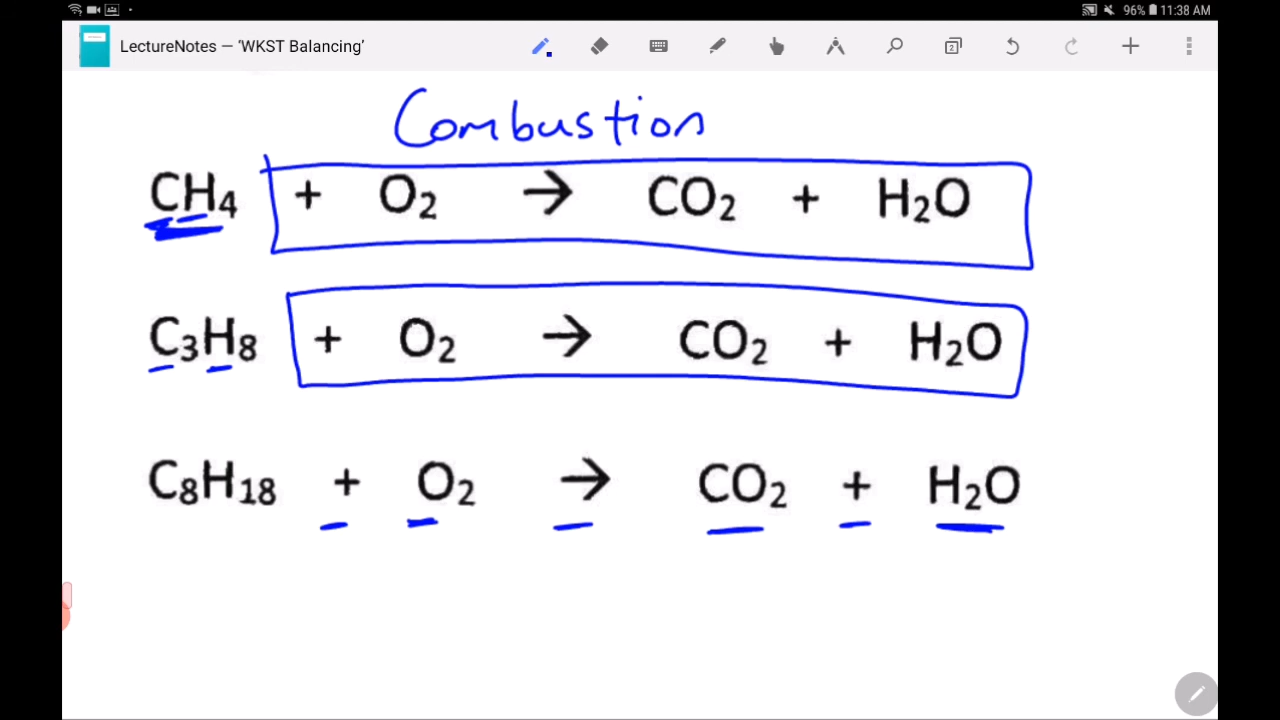 96% 11:38 AM
LectureNotes – ‘WKST Balancing’
2
Combustion
CH₄ + O₂ → CO₂ + H₂O
C₃H₈ + O₂ → CO₂ + H₂O
C₈H₁₈ + O₂ → CO₂ + H₂O